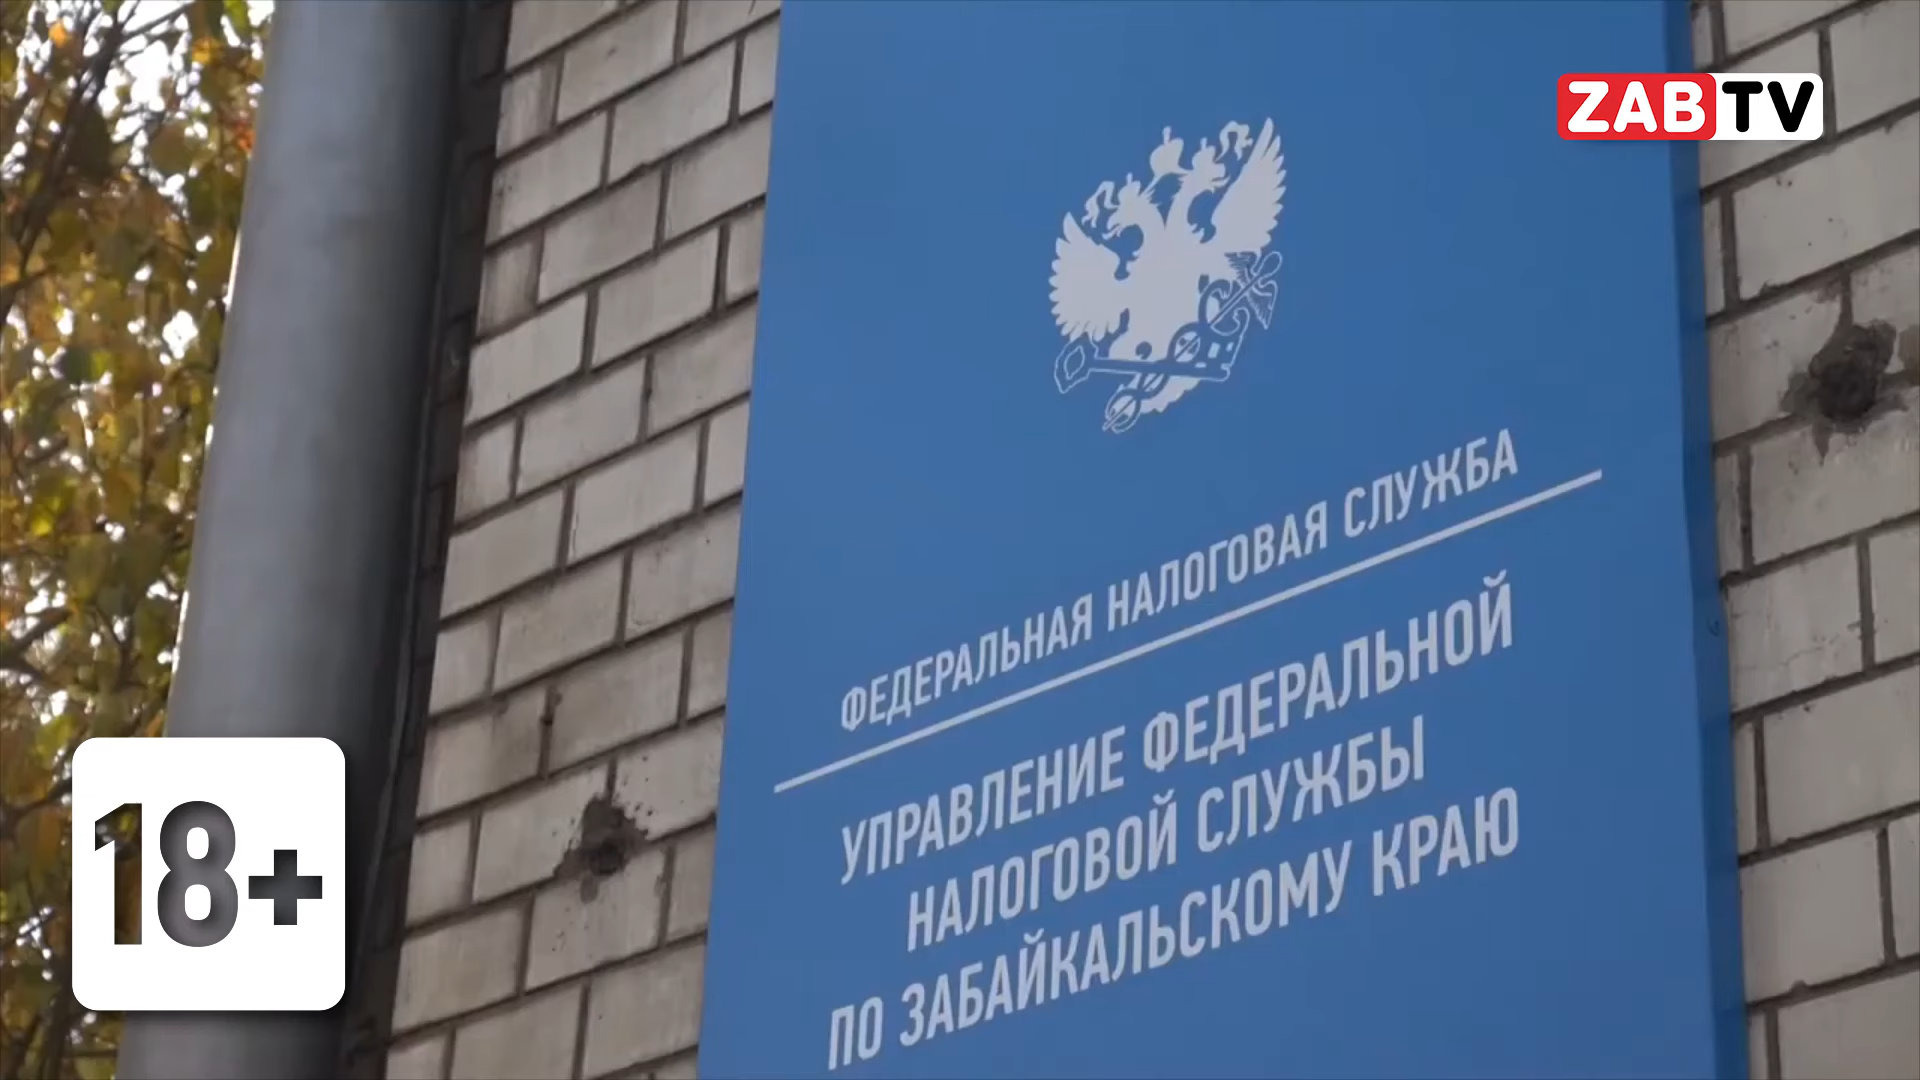 ZABTV
ФЕДЕРАЛЬНАЯ НАЛОГОВАЯ СЛУЖБА
УПРАВЛЕНИЕ ФЕДЕРАЛЬНОЙ
НАЛОГОВОЙ СЛУЖБЫ
ПО ЗАБАЙКАЛЬСКОМУ КРАЮ
18+